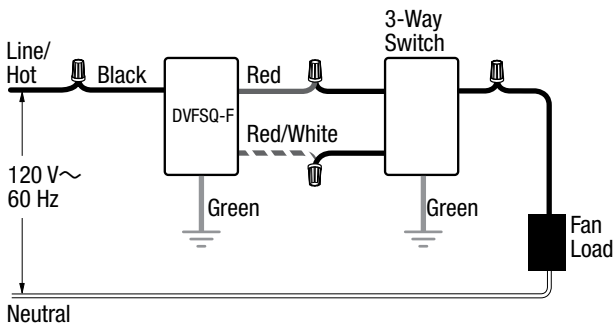 Line/
Hot
Black
DVFSQ-F
Red
Red/White
3-Way
Switch
120 V～
60 Hz
Green
Green
Fan
Load
Neutral